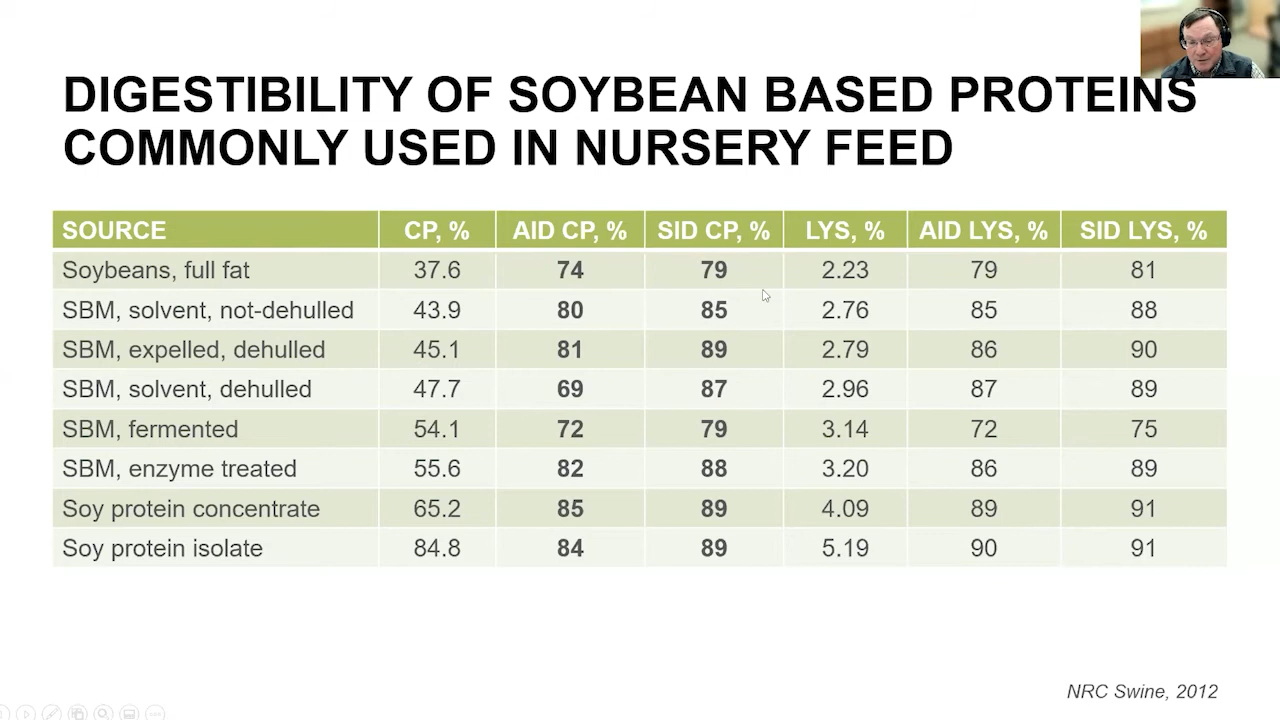 DIGESTIBILITY OF SOYBEAN BASED PROTEINS
COMMONLY USED IN NURSERY FEED
SOURCE CP, % AID CP, % SID CP, % LYS, % AID LYS, % SID LYS, %
Soybeans, full fat 37.6 74 79 2.23 79 81
SBM, solvent, not-dehulled 43.9 80 85 2.76 85 88
SBM, expelled, dehulled 45.1 81 89 2.79 86 90
SBM, solvent, dehulled 47.7 69 87 2.96 87 89
SBM, fermented 54.1 72 79 3.14 72 75
SBM, enzyme treated 55.6 82 88 3.20 86 89
Soy protein concentrate 65.2 85 89 4.09 89 91
Soy protein isolate 84.8 84 89 5.19 90 91
NRC Swine, 2012